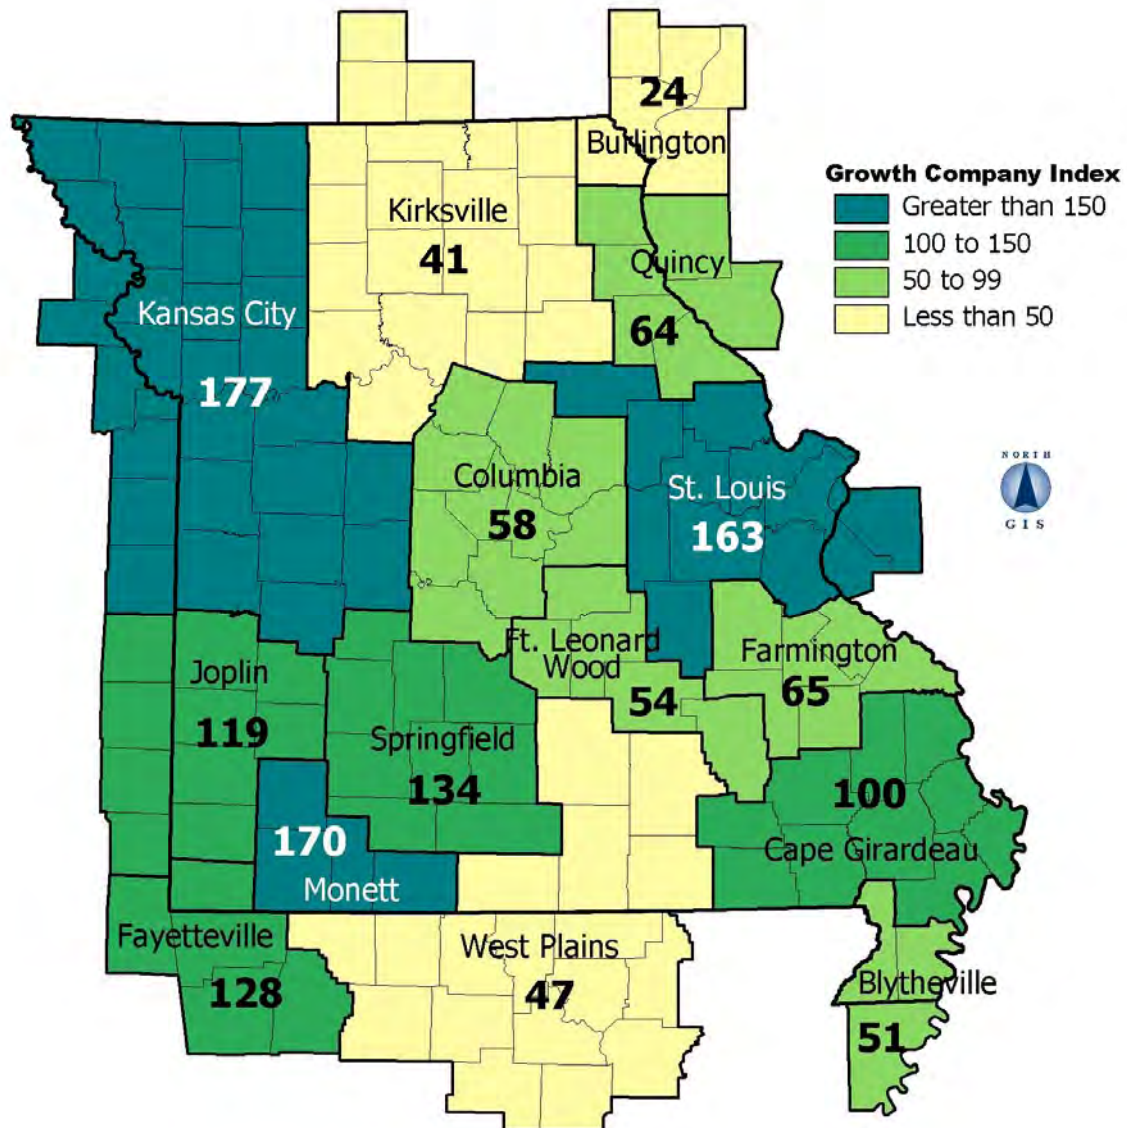 24
Burlington
Growth Company Index
Greater than 150
100 to 150
50 to 99
Less than 50
Kirksville
41
Quincy
64
Kansas City
177
Columbia
58
St. Louis
163
NORTH
GIS
Ft. Leonard
Wood
54
Farmington
65
Joplin
119
Springfield
134
100
Cape Girardeau
170
Monett
Fayetteville
128
West Plains
47
Blytheville
51